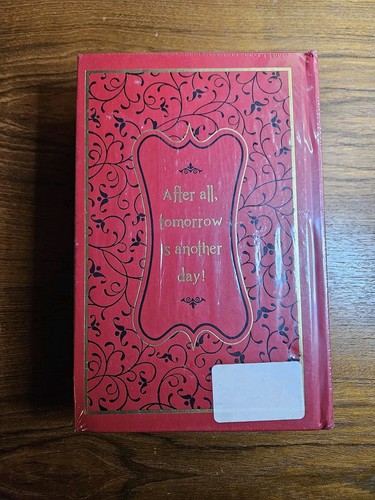 After all,
tomorrow
is another
day!